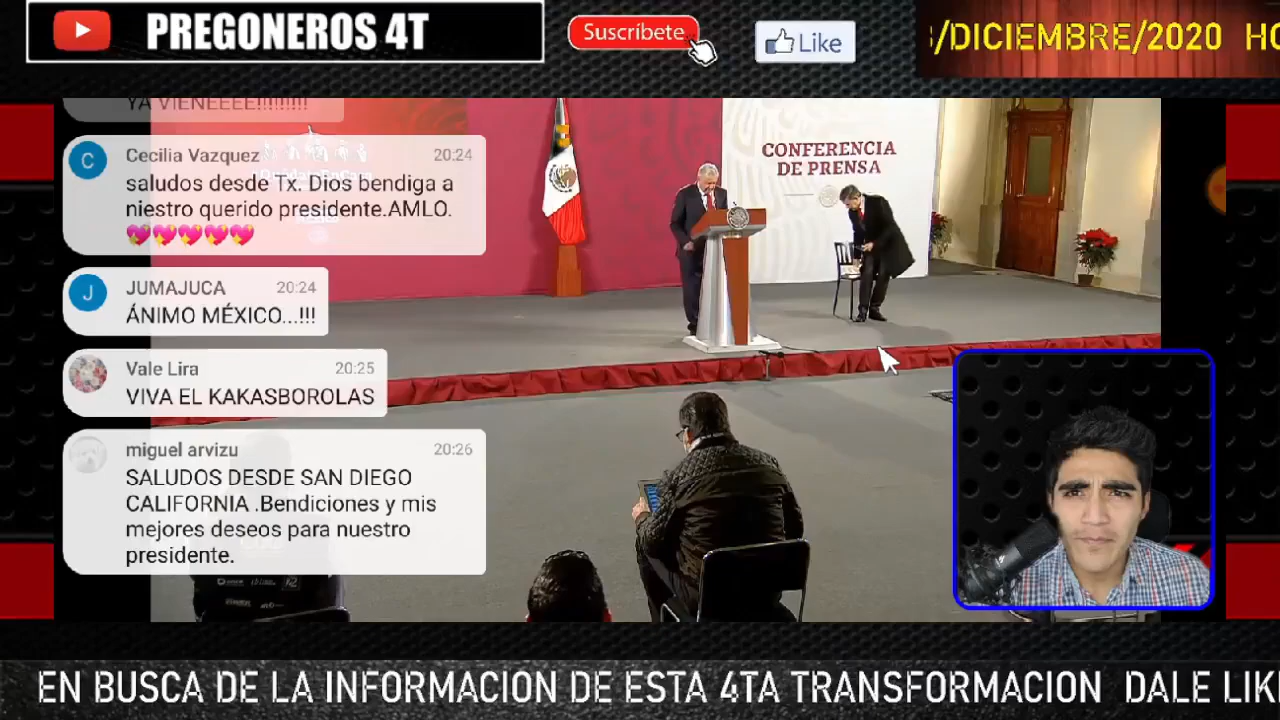 PREGONEROS 4T
Suscríbete
Like
/DICIEMBRE/2020 HO
YA VIENEEEE!!!!!!!!!
Cecilia Vazquez 20:24
saludos desde Tx. Dios bendiga a
niestro querido presidente.AMLO.
💖💖💖💖💖
C
J
JUMAJUCA 20:24
ÁNIMO MÉXICO...!!!
Vale Lira 20:25
VIVA EL KAKASBOROLAS
miguel arvizu 20:26
SALUDOS DESDE SAN DIEGO
CALIFORNIA .Bendiciones y mis
mejores deseos para nuestro
presidente.
CONFERENCIA
DE PRENSA
EN BUSCA DE LA INFORMACION DE ESTA 4TA TRANSFORMACION DALE LIK